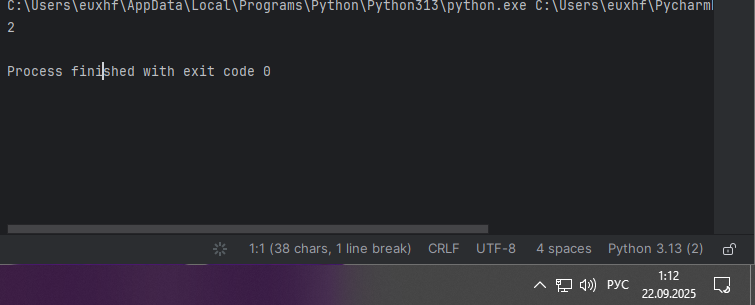 C:\Users\euxhf\AppData\Local\Programs\Python\Python313\python.exe C:\Users\euxhf\Pycharm
2
Process finished with exit code 0
1:1 (38 chars, 1 line break) CRLF UTF-8 4 spaces Python 3.13 (2)
РУС 1:12
22.09.2025